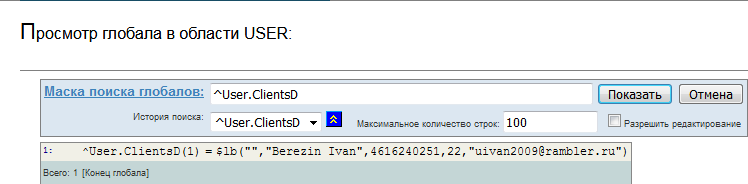 Просмотр глобала в области USER:
Маска поиска глобалов: ^User.ClientsD Показать Отмена
История поиска: ^User.ClientsD Максимальное количество строк: 100 Разрешить редактирование
1: ^User.ClientsD(1) = $lb("","Berezin Ivan",4616240251,22,"uivan2009@rambler.ru")
Всего: 1 [Конец глобала]